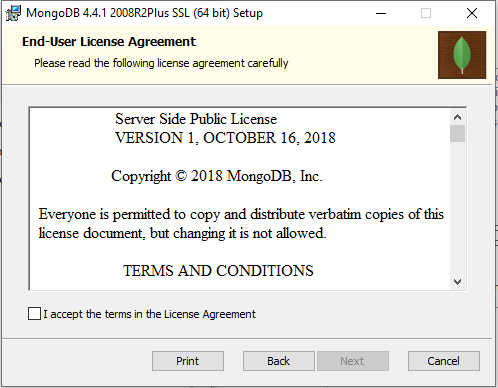 MongoDB 4.4.1 2008R2Plus SSL (64 bit) Setup
End-User License Agreement
Please read the following license agreement carefully
Server Side Public License
VERSION 1, OCTOBER 16, 2018
Copyright © 2018 MongoDB, Inc.
Everyone is permitted to copy and distribute verbatim copies of this
license document, but changing it is not allowed.
TERMS AND CONDITIONS
I accept the terms in the License Agreement
Print
Back
Next
Cancel